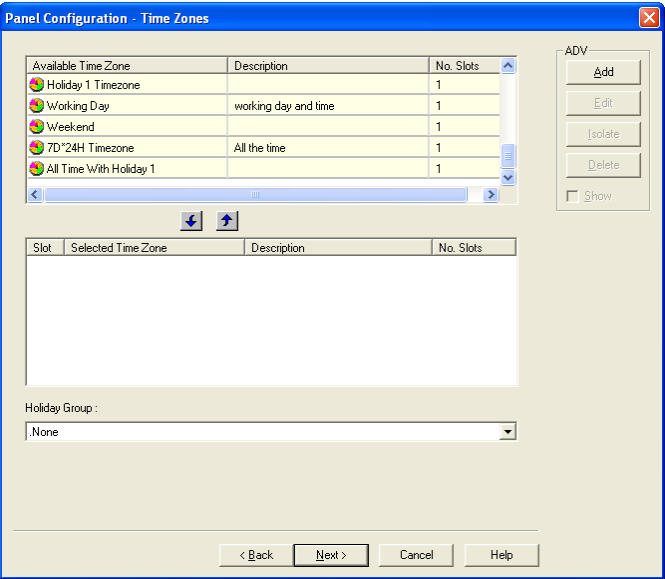 Panel Configuration - Time Zones
Available Time Zone Description No. Slots
Holiday 1 Timezone 1
Working Day working day and time 1
Weekend 1
7D*24H Timezone All the time 1
All Time With Holiday 1 1
ADV
Add
Edit
Isolate
Delete
Show
Slot Selected Time Zone Description No. Slots
Holiday Group :
.None
< Back Next > Cancel Help